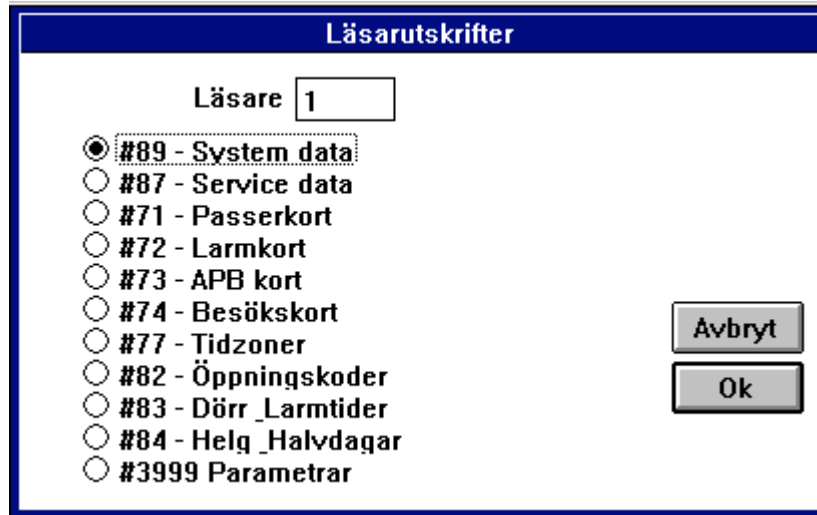 Läsarutskrifter
Läsare 1
#89 - System data
#87 - Service data
#71 - Passerkort
#72 - Larmkort
#73 - APB kort
#74 - Besökskort
#77 - Tidzoner
#82 - Öppningskoder
#83 - Dörr _Larmtider
#84 - Helg _Halvdagar
#3999 Parametrar
Avbryt
Ok